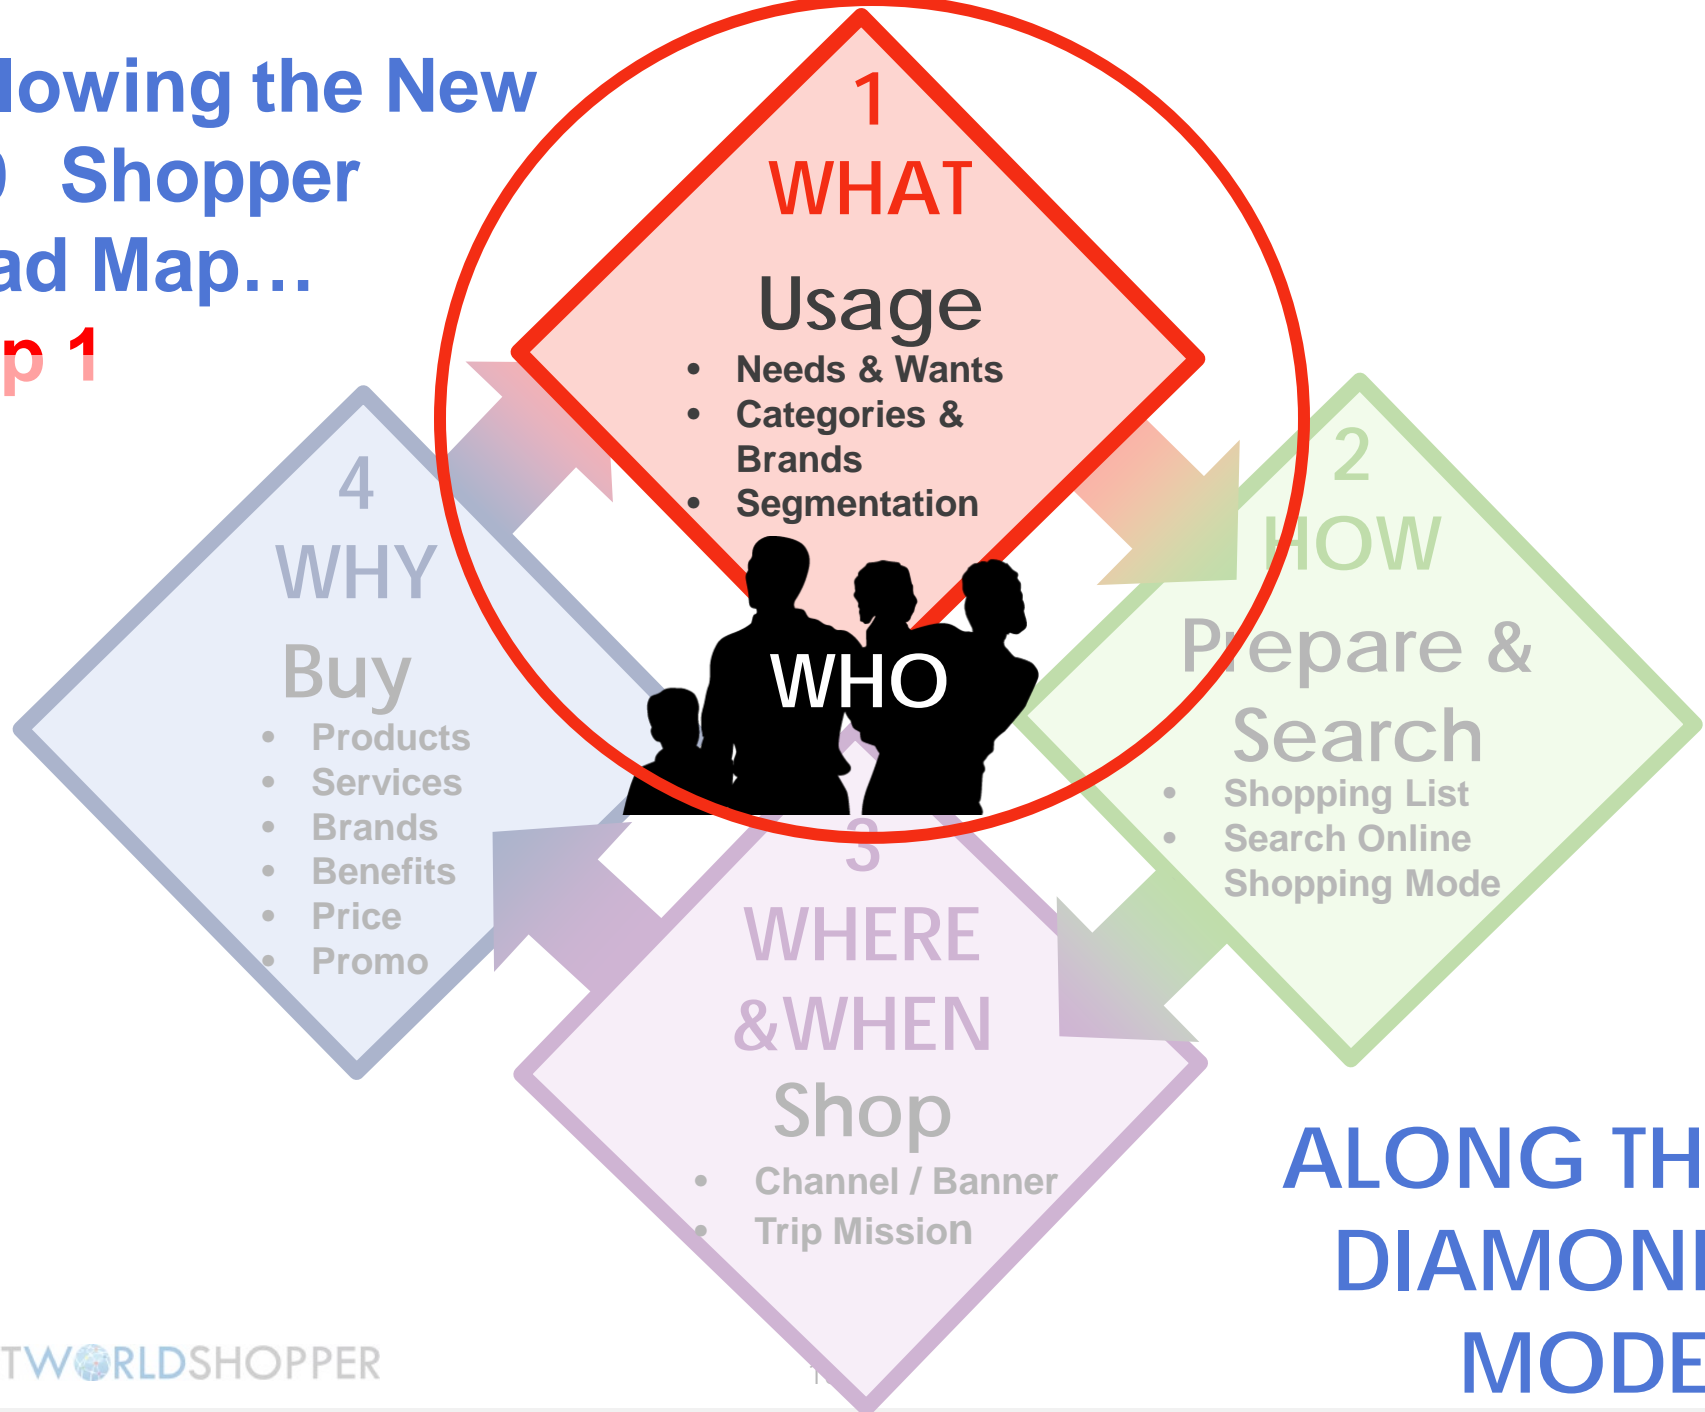 lowing the New
Shopper
ad Map…
p 1
1
WHAT
Usage
• Needs & Wants
• Categories &
Brands
• Segmentation
2
HOW
Prepare &
Search
• Shopping List
• Search Online
Shopping Mode
WHO
4
WHY
Buy
• Products
• Services
• Brands
• Benefits
• Price
• Promo
3
WHERE
&WHEN
Shop
• Channel / Banner
• Trip Mission
ALONG TH
DIAMON
MODE
TWORLDSHOPPER